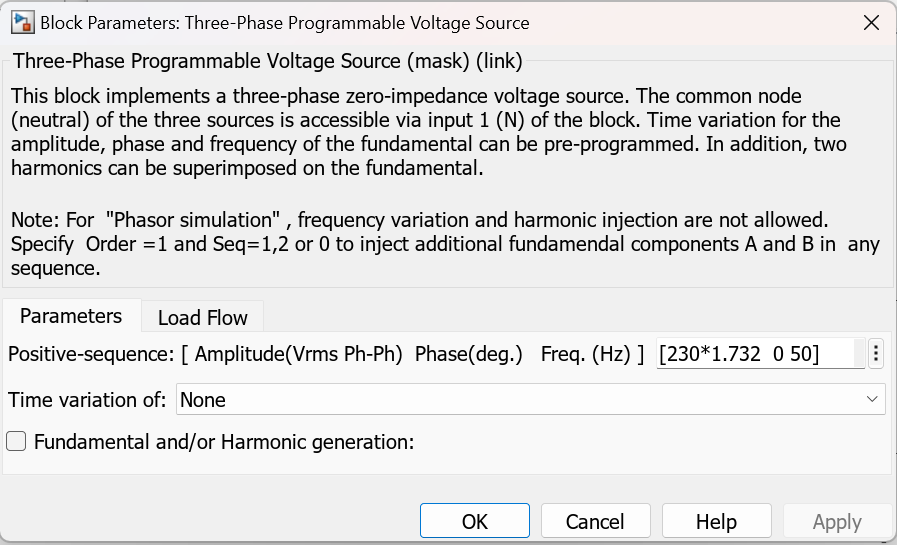 Block Parameters: Three-Phase Programmable Voltage Source
Three-Phase Programmable Voltage Source (mask) (link)
This block implements a three-phase zero-impedance voltage source. The common node
(neutral) of the three sources is accessible via input 1 (N) of the block. Time variation for the
amplitude, phase and frequency of the fundamental can be pre-programmed. In addition, two
harmonics can be superimposed on the fundamental.
Note: For "Phasor simulation" , frequency variation and harmonic injection are not allowed.
Specify Order =1 and Seq=1,2 or 0 to inject additional fundamendal components A and B in any
sequence.
Parameters Load Flow
Positive-sequence: [ Amplitude(Vrms Ph-Ph) Phase(deg.) Freq. (Hz) ] [230*1.732 0 50]
Time variation of: None
Fundamental and/or Harmonic generation:
OK Cancel Help Apply